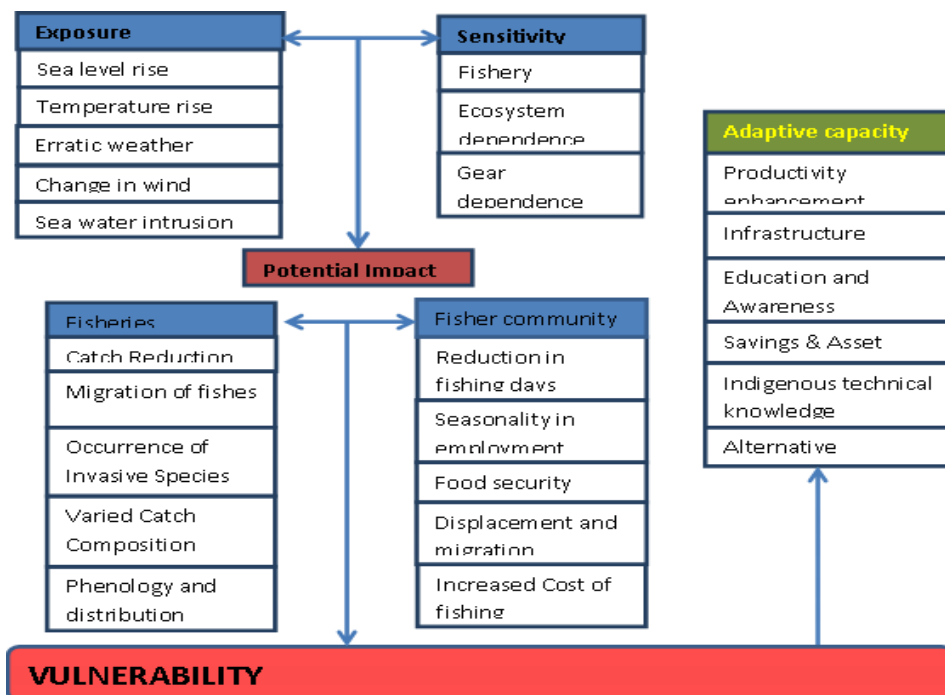 Exposure
Sea level rise
Temperature rise
Erratic weather
Change in wind
Sea water intrusion
Sensitivity
Fishery
Ecosystem
dependence
Gear
dependence
Potential Impact
Fisheries
Catch Reduction
Migration of fishes
Occurrence of
Invasive Species
Varied Catch
Composition
Phenology and
distribution
Fisher community
Reduction in
fishing days
Seasonality in
employment
Food security
Displacement and
migration
Increased Cost of
fishing
Adaptive capacity
Productivity
enhancement
Infrastructure
Education and
Awareness
Savings & Asset
Indigenous technical
knowledge
Alternative
VULNERABILITY